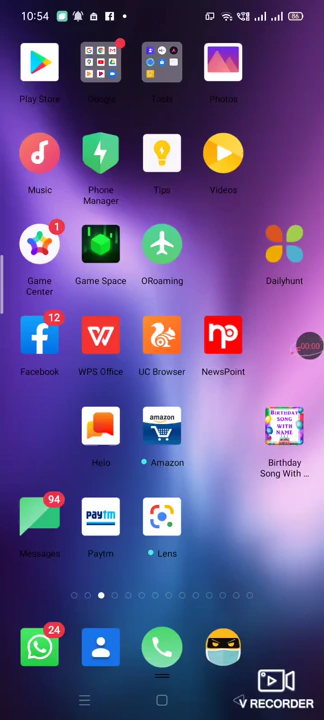 10:54
86
Play Store
Google
Tools
Photos
Music
Phone
Manager
Tips
Videos
1
Game
Center
Game Space
ORoaming
Dailyhunt
00:00
12
Facebook
WPS Office
UC Browser
np
NewsPoint
Helo
amazon
Amazon
BIRTHDAY
SONG
WITH
NAME
Birthday
Song With ...
94
Messages
paytm
Paytm
Lens
24
V RECORDER